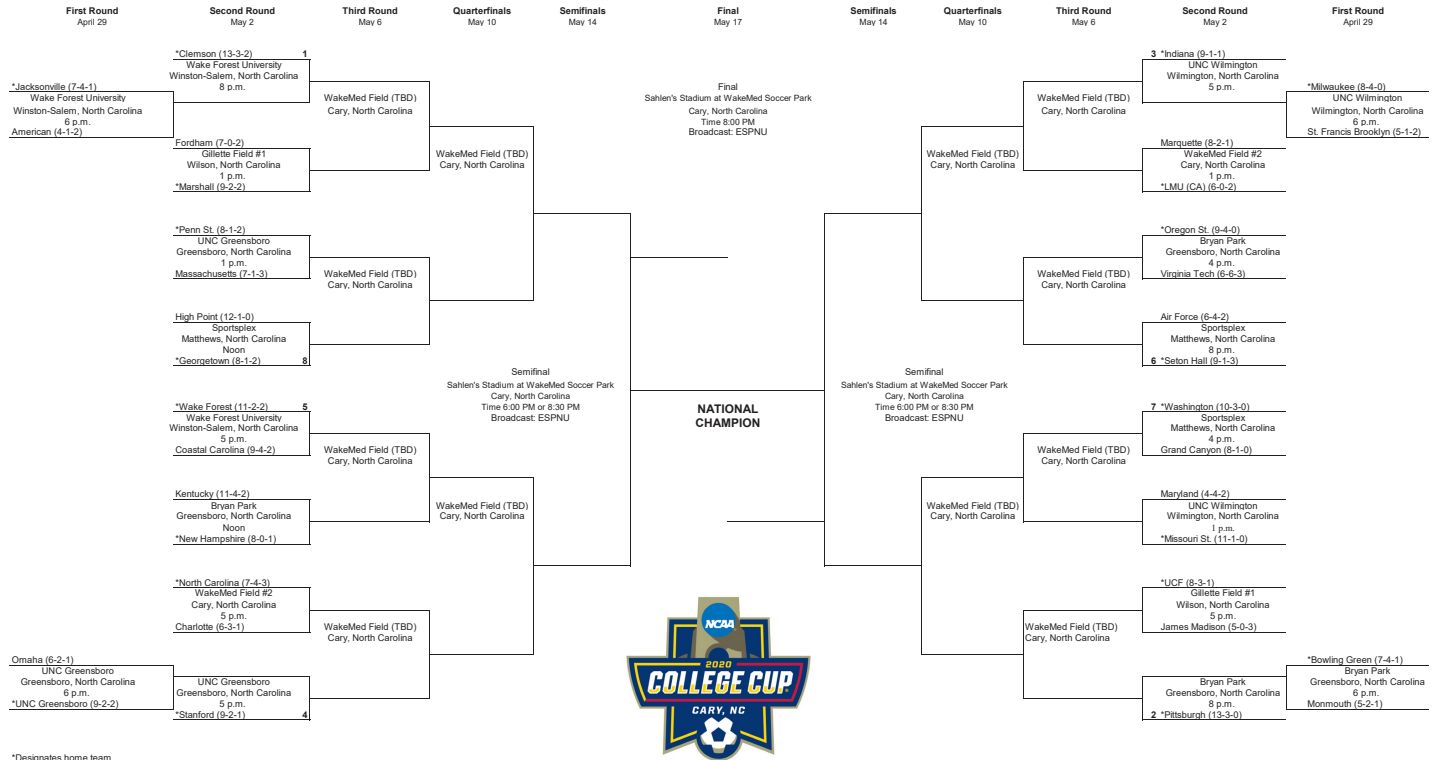 First Round
April 29
Second Round
May 2
Third Round
May 6
Quarterfinals
May 10
Semifinals
May 14
Final
May 17
Semifinals
May 14
Quarterfinals
May 10
Third Round
May 6
Second Round
May 2
First Round
April 29
*Jacksonville (7-4-1)
Wake Forest University
Winston-Salem, North Carolina
6 p.m.
American (4-1-2)
Omaha (6-2-1)
UNC Greensboro
Greensboro, North Carolina
6 p.m.
*UNC Greensboro (9-2-2)
*Clemson (13-3-2) 1
Wake Forest University
Winston-Salem, North Carolina
8 p.m.
Fordham (7-0-2)
Gillette Field #1
Wilson, North Carolina
1 p.m.
*Marshall (9-2-2)
*Penn St. (8-1-2)
UNC Greensboro
Greensboro, North Carolina
1 p.m.
Massachusetts (7-1-3)
High Point (12-1-0)
Sportsplex
Matthews, North Carolina
Noon
*Georgetown (8-1-2) 8
*Wake Forest (11-2-2) 5
Wake Forest University
Winston-Salem, North Carolina
5 p.m.
Coastal Carolina (9-4-2)
Kentucky (11-4-2)
Bryan Park
Greensboro, North Carolina
Noon
*New Hampshire (8-0-1)
*North Carolina (7-4-3)
WakeMed Field #2
Cary, North Carolina
5 p.m.
Charlotte (6-3-1)
UNC Greensboro
Greensboro, North Carolina
5 p.m.
*Stanford (9-2-1) 4
WakeMed Field (TBD)
Cary, North Carolina
WakeMed Field (TBD)
Cary, North Carolina
WakeMed Field (TBD)
Cary, North Carolina
WakeMed Field (TBD)
Cary, North Carolina
WakeMed Field (TBD)
Cary, North Carolina
WakeMed Field (TBD)
Cary, North Carolina
Semifinal
Sahlen's Stadium at WakeMed Soccer Park
Cary, North Carolina
Time 6:00 PM or 8:30 PM
Broadcast: ESPNU
Final
Sahlen's Stadium at WakeMed Soccer Park
Cary, North Carolina
Time 8:00 PM
Broadcast: ESPNU
NATIONAL
CHAMPION
NCAA
2020
COLLEGE CUP
CARY, NC
Semifinal
Sahlen's Stadium at WakeMed Soccer Park
Cary, North Carolina
Time 6:00 PM or 8:30 PM
Broadcast: ESPNU
WakeMed Field (TBD)
Cary, North Carolina
WakeMed Field (TBD)
Cary, North Carolina
WakeMed Field (TBD)
Cary, North Carolina
WakeMed Field (TBD)
Cary, North Carolina
WakeMed Field (TBD)
Cary, North Carolina
WakeMed Field (TBD)
Cary, North Carolina
3 *Indiana (9-1-1)
UNC Wilmington
Wilmington, North Carolina
5 p.m.
Marquette (8-2-1)
WakeMed Field #2
Cary, North Carolina
1 p.m.
*LMU (CA) (6-0-2)
*Oregon St. (9-4-0)
Bryan Park
Greensboro, North Carolina
4 p.m.
Virginia Tech (6-6-3)
Air Force (6-4-2)
Sportsplex
Matthews, North Carolina
8 p.m.
6 *Seton Hall (9-1-3)
7 *Washington (10-3-0)
Sportsplex
Matthews, North Carolina
4 p.m.
Grand Canyon (8-1-0)
Maryland (4-4-2)
UNC Wilmington
Wilmington, North Carolina
1 p.m.
*Missouri St. (11-1-0)
*UCF (8-3-1)
Gillette Field #1
Wilson, North Carolina
5 p.m.
James Madison (5-0-3)
Bryan Park
Greensboro, North Carolina
8 p.m.
2 *Pittsburgh (13-3-0)
*Milwaukee (8-4-0)
UNC Wilmington
Wilmington, North Carolina
6 p.m.
St. Francis Brooklyn (5-1-2)
*Bowling Green (7-4-1)
Bryan Park
Greensboro, North Carolina
6 p.m.
Monmouth (5-2-1)
*Designates home team